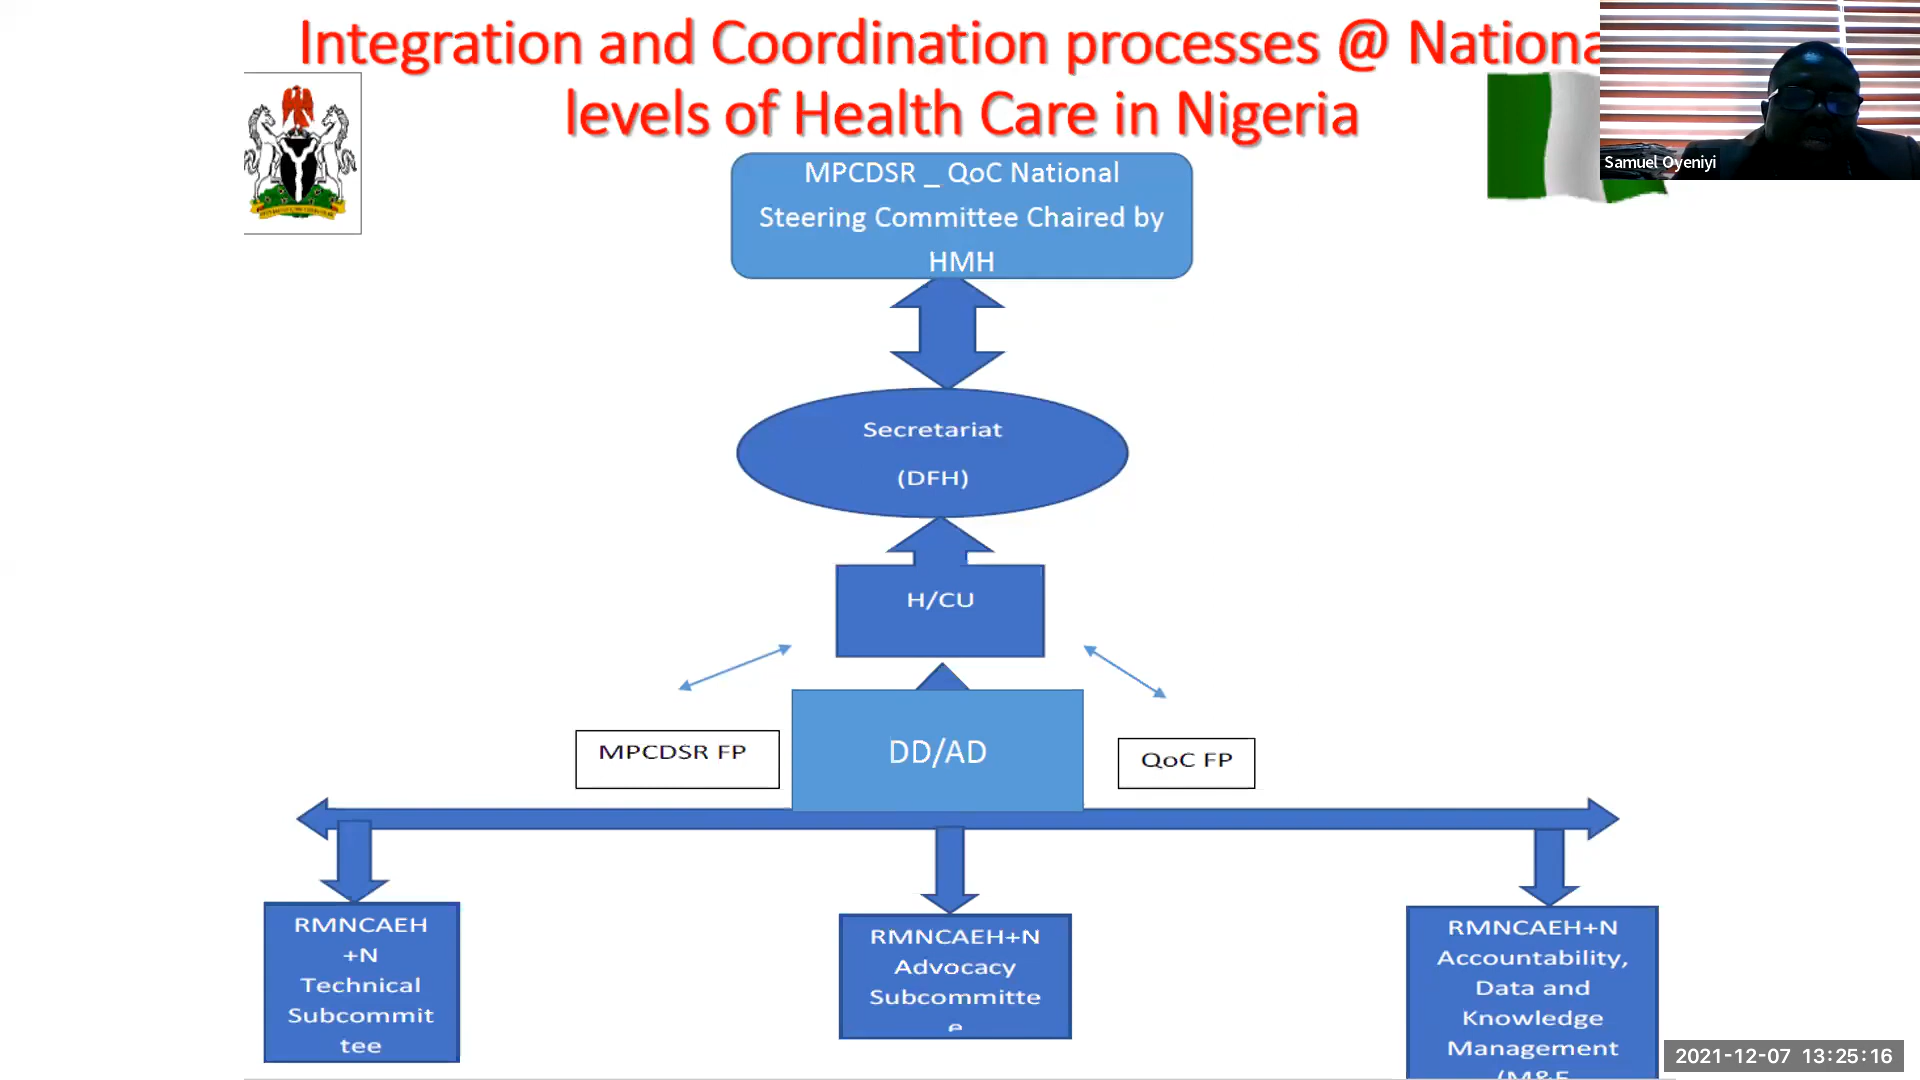 Integration and Coordination processes @ Nationa
levels of Health Care in Nigeria
Samuel Oyeniyi
MPCDSR _ QoC National
Steering Committee Chaired by
HMH
Secretariat
(DFH)
H/CU
MPCDSR FP
DD/AD
QoC FP
RMNCAEH
+N
Technical
Subcommit
tee
RMNCAEH+N
Advocacy
Subcommitte
e
RMNCAEH+N
Accountability,
Data and
Knowledge
Management
(M&E
2021-12-07 13:25:16